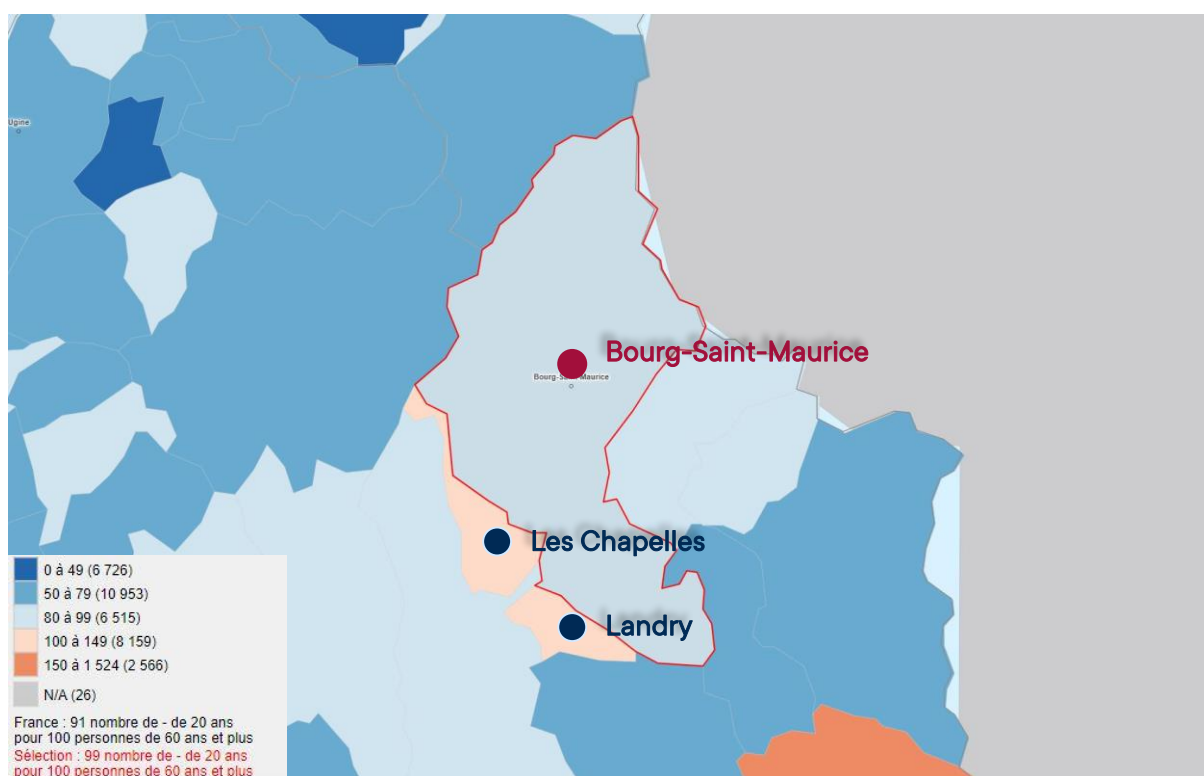 Ugine
Bourg-Saint-Maurice
Bourg-Saint-Maurice
Les Chapelles
Landry
0 à 49 (6 726)
50 à 79 (10 953)
80 à 99 (6 515)
100 à 149 (8 159)
150 à 1 524 (2 566)
N/A (26)
France : 91 nombre de - de 20 ans
pour 100 personnes de 60 ans et plus
Sélection : 99 nombre de - de 20 ans
pour 100 personnes de 60 ans et plus